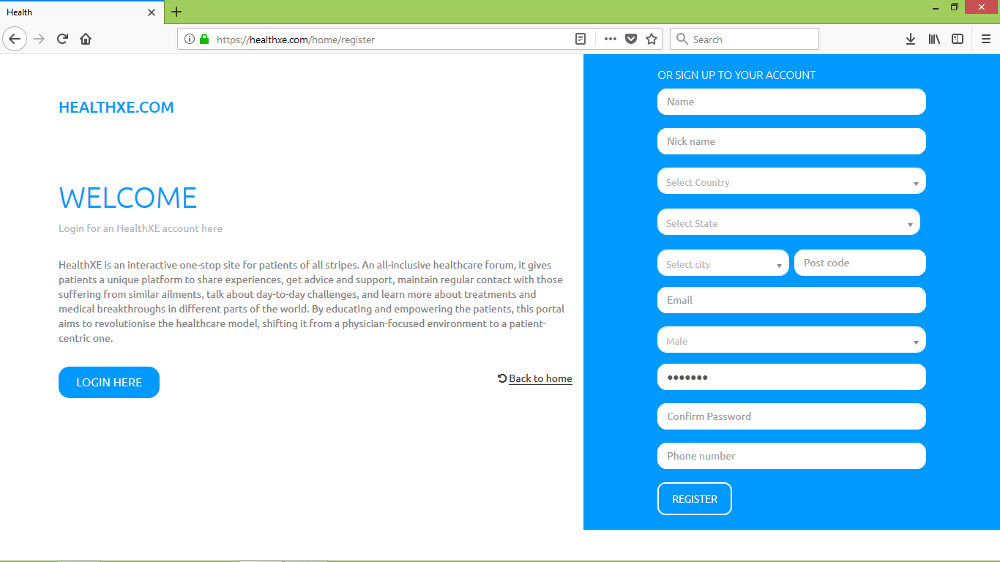 Health
https://healthxe.com/home/register
Search
HEALTHXE.COM
WELCOME
Login for an HealthXE account here
HealthXE is an interactive one-stop site for patients of all stripes. An all-inclusive healthcare forum, it gives
patients a unique platform to share experiences, get advice and support, maintain regular contact with those
suffering from similar ailments, talk about day-to-day challenges, and learn more about treatments and
medical breakthroughs in different parts of the world. By educating and empowering the patients, this portal
aims to revolutionise the healthcare model, shifting it from a physician-focused environment to a patient-
centric one.
LOGIN HERE
Back to home
OR SIGN UP TO YOUR ACCOUNT
Name
Nick name
Select Country
Select State
Select city
Post code
Email
Male
●●●●●●●
Confirm Password
Phone number
REGISTER